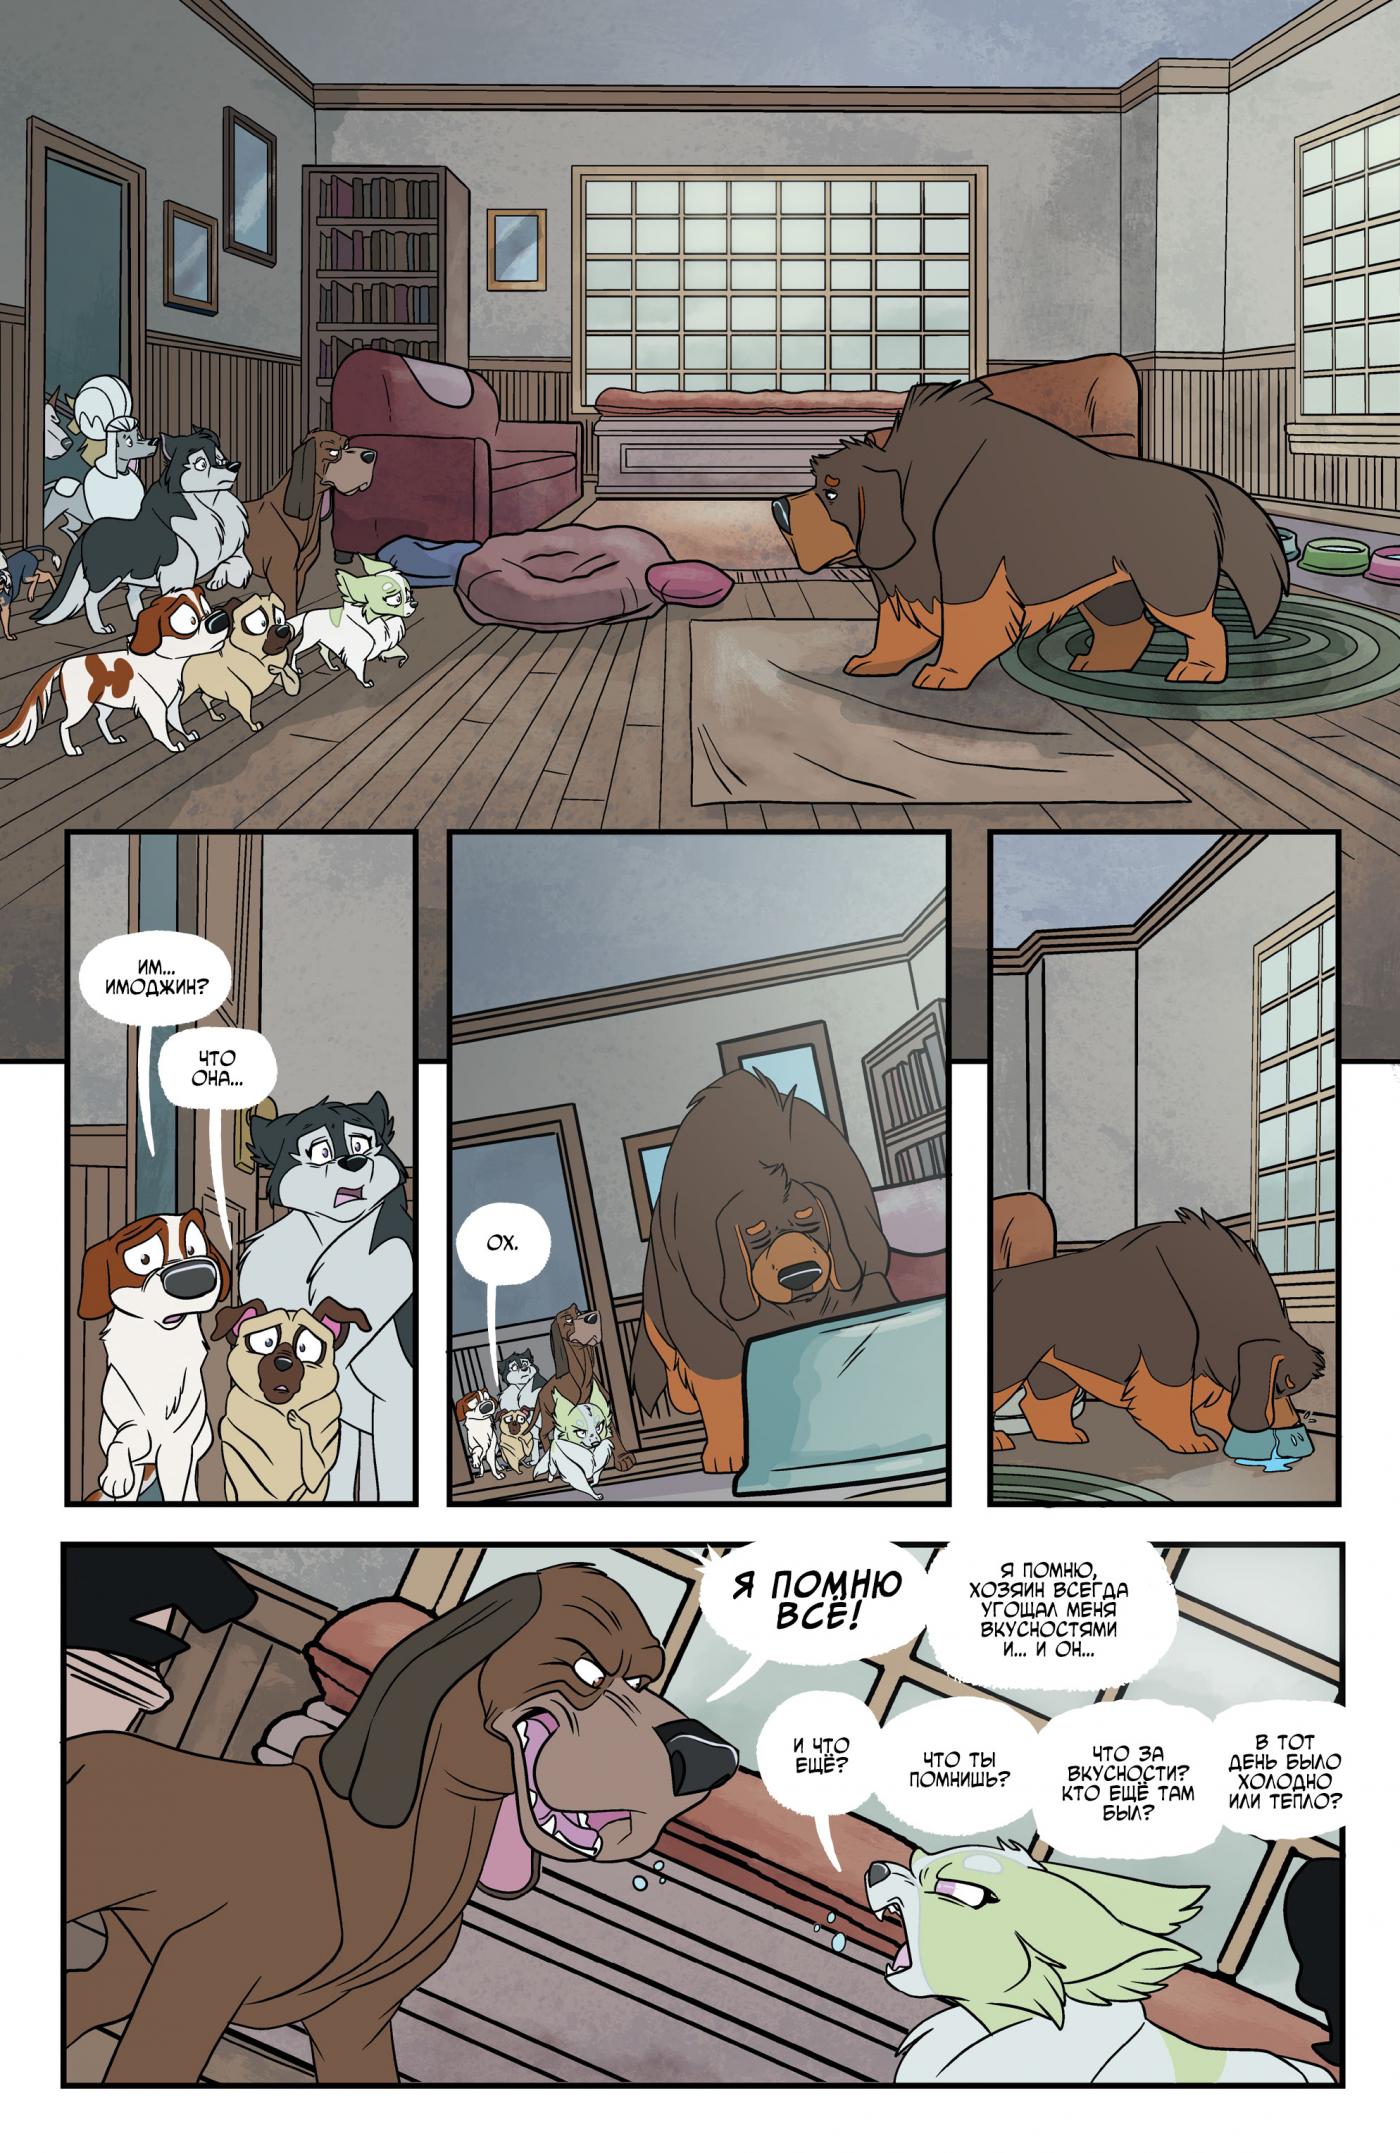 ИМ...
ИМОДЖИН?
ЧТО
ОНА...
ОХ.
Я ПОМНЮ
ВСЁ!
Я ПОМНЮ,
ХОЗЯИН ВСЕГДА
УГОЩАЛ МЕНЯ
ВКУСНОСТЯМИ
И... И ОН...
И ЧТО
ЕЩЁ?
ЧТО ТЫ
ПОМНИШЬ?
ЧТО ЗА
ВКУСНОСТИ?
КТО ЕЩЁ ТАМ
БЫЛ?
В ТОТ
ДЕНЬ БЫЛО
ХОЛОДНО
ИЛИ ТЕПЛО?